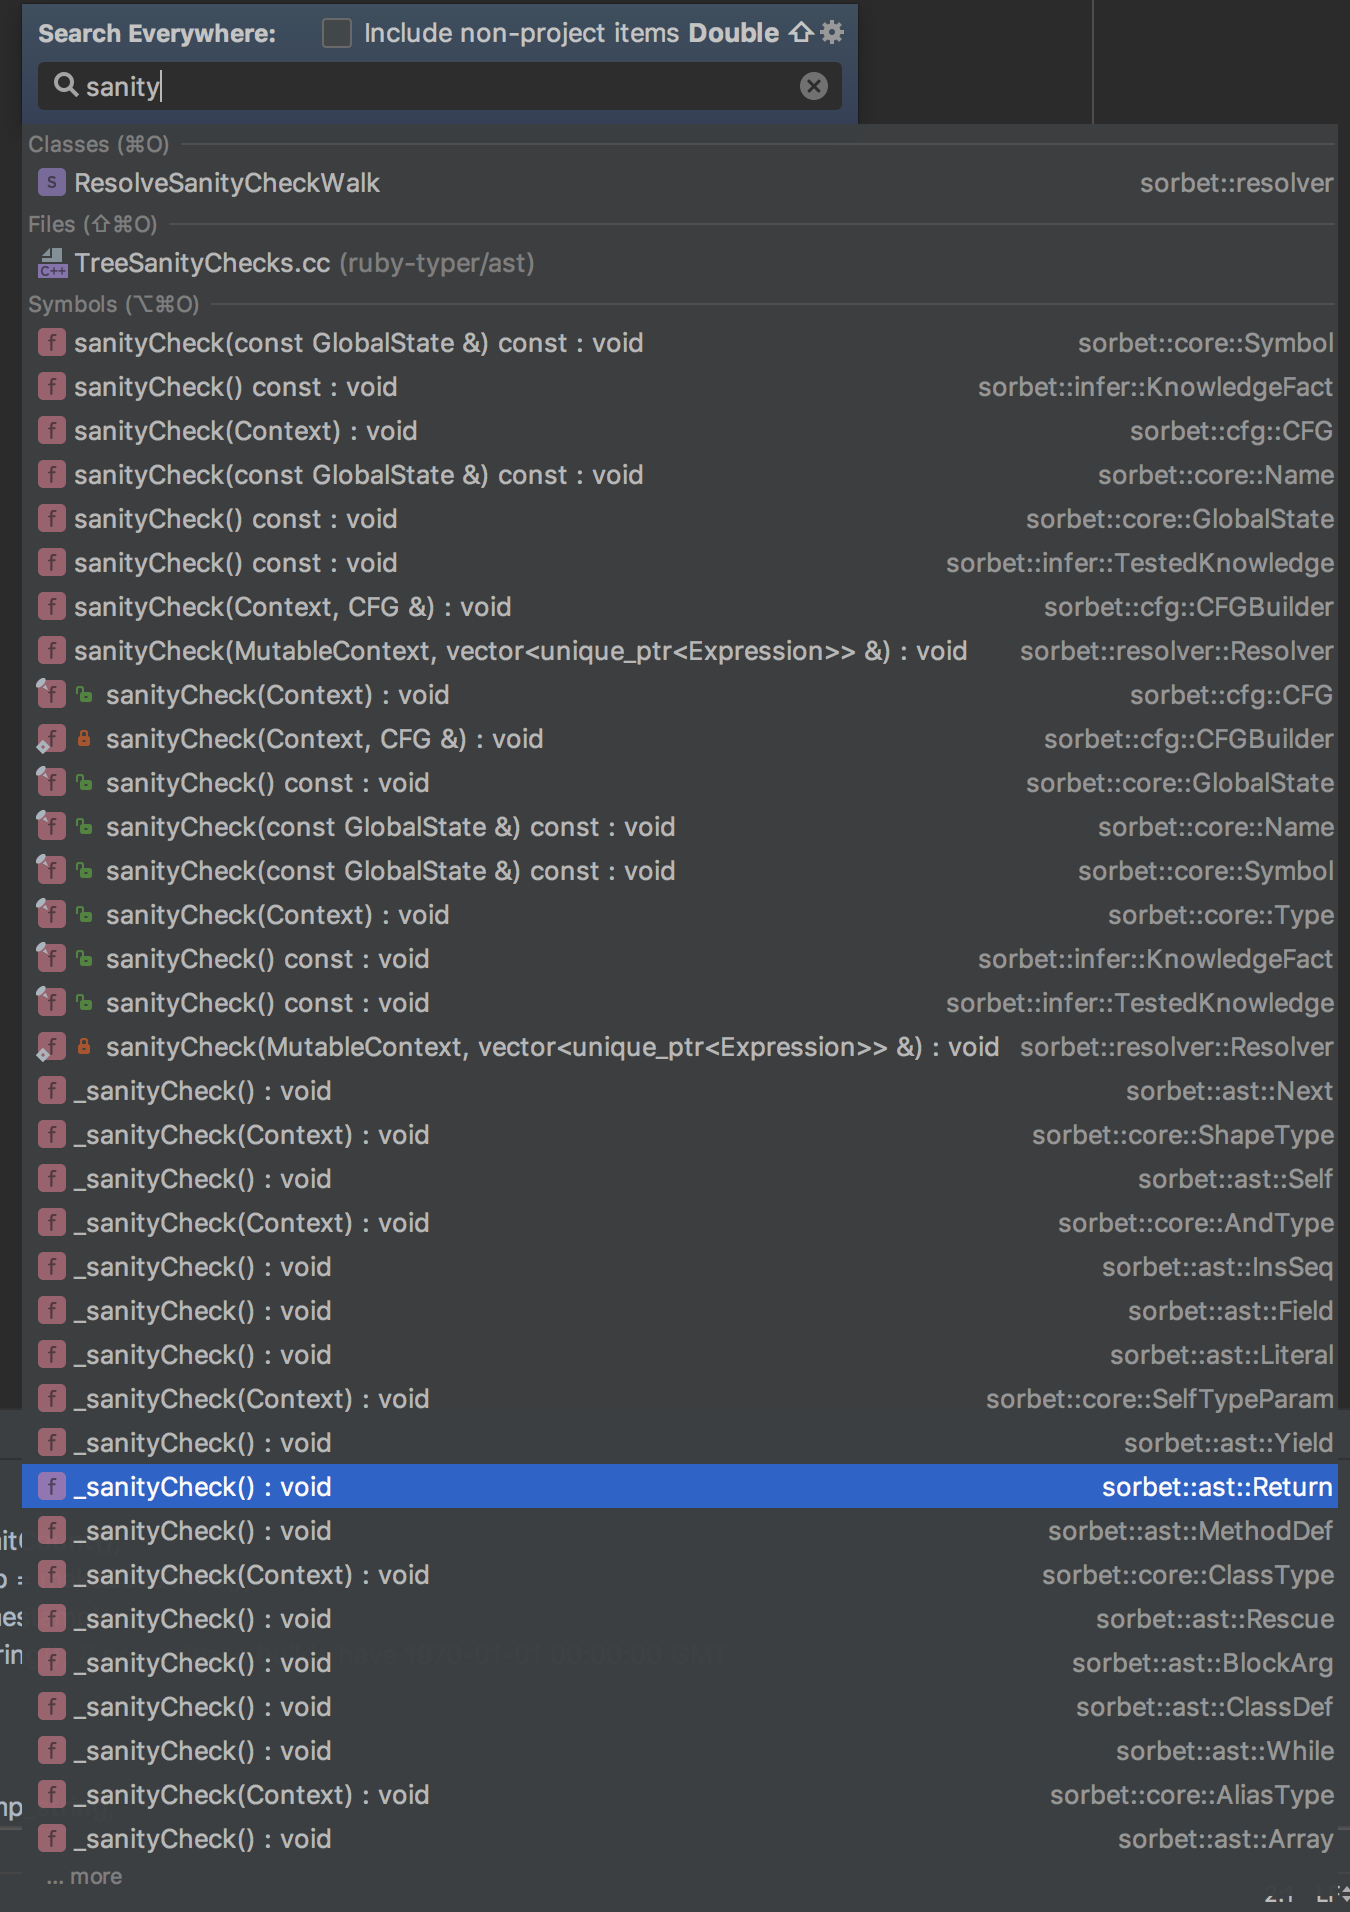 Search Everywhere: Include non-project items Double
sanity
Classes (⌘O)
S ResolveSanityCheckWalk sorbet::resolver
Files (⇧⌘O)
C++ TreeSanityChecks.cc (ruby-typer/ast)
Symbols (⌥⌘O)
f sanityCheck(const GlobalState &) const : void sorbet::core::Symbol
f sanityCheck() const : void sorbet::infer::KnowledgeFact
f sanityCheck(Context) : void sorbet::cfg::CFG
f sanityCheck(const GlobalState &) const : void sorbet::core::Name
f sanityCheck() const : void sorbet::core::GlobalState
f sanityCheck() const : void sorbet::infer::TestedKnowledge
f sanityCheck(Context, CFG &) : void sorbet::cfg::CFGBuilder
f sanityCheck(MutableContext, vector<unique_ptr<Expression>> &) : void sorbet::resolver::Resolver
f sanityCheck(Context) : void sorbet::cfg::CFG
f sanityCheck(Context, CFG &) : void sorbet::cfg::CFGBuilder
f sanityCheck() const : void sorbet::core::GlobalState
f sanityCheck(const GlobalState &) const : void sorbet::core::Name
f sanityCheck(const GlobalState &) const : void sorbet::core::Symbol
f sanityCheck(Context) : void sorbet::core::Type
f sanityCheck() const : void sorbet::infer::KnowledgeFact
f sanityCheck() const : void sorbet::infer::TestedKnowledge
f sanityCheck(MutableContext, vector<unique_ptr<Expression>> &) : void sorbet::resolver::Resolver
f _sanityCheck() : void sorbet::ast::Next
f _sanityCheck(Context) : void sorbet::core::ShapeType
f _sanityCheck() : void sorbet::ast::Self
f _sanityCheck(Context) : void sorbet::core::AndType
f _sanityCheck() : void sorbet::ast::InsSeq
f _sanityCheck() : void sorbet::ast::Field
f _sanityCheck() : void sorbet::ast::Literal
f _sanityCheck(Context) : void sorbet::core::SelfTypeParam
f _sanityCheck() : void sorbet::ast::Yield
f _sanityCheck() : void sorbet::ast::Return
f _sanityCheck() : void sorbet::ast::MethodDef
f _sanityCheck(Context) : void sorbet::core::ClassType
f _sanityCheck() : void sorbet::ast::Rescue
f _sanityCheck() : void sorbet::ast::BlockArg
f _sanityCheck() : void sorbet::ast::ClassDef
f _sanityCheck() : void sorbet::ast::While
f _sanityCheck(Context) : void sorbet::core::AliasType
f _sanityCheck() : void sorbet::ast::Array
... more